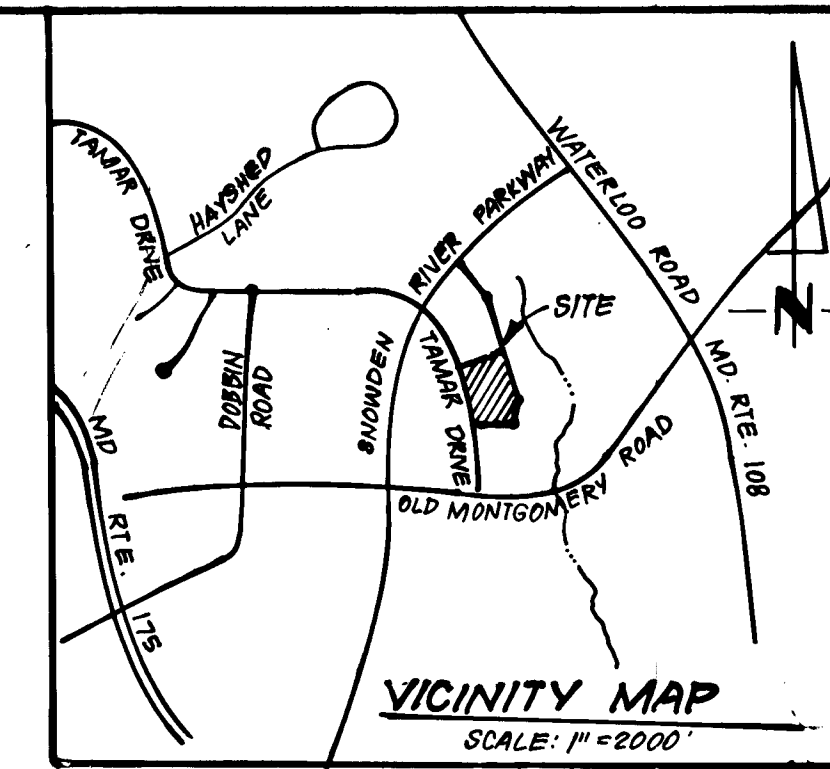 TAMAR DRIVE
HAYSHED
LANE
WATERLOO ROAD
SNOWDEN RIVER PARKWAY
SITE
TAMAR DRIVE
DOBBIN
ROAD
MD. RTE. 108
MD RTE. 175
OLD MONTGOMERY ROAD
N
VICINITY MAP
SCALE: 1" = 2000'